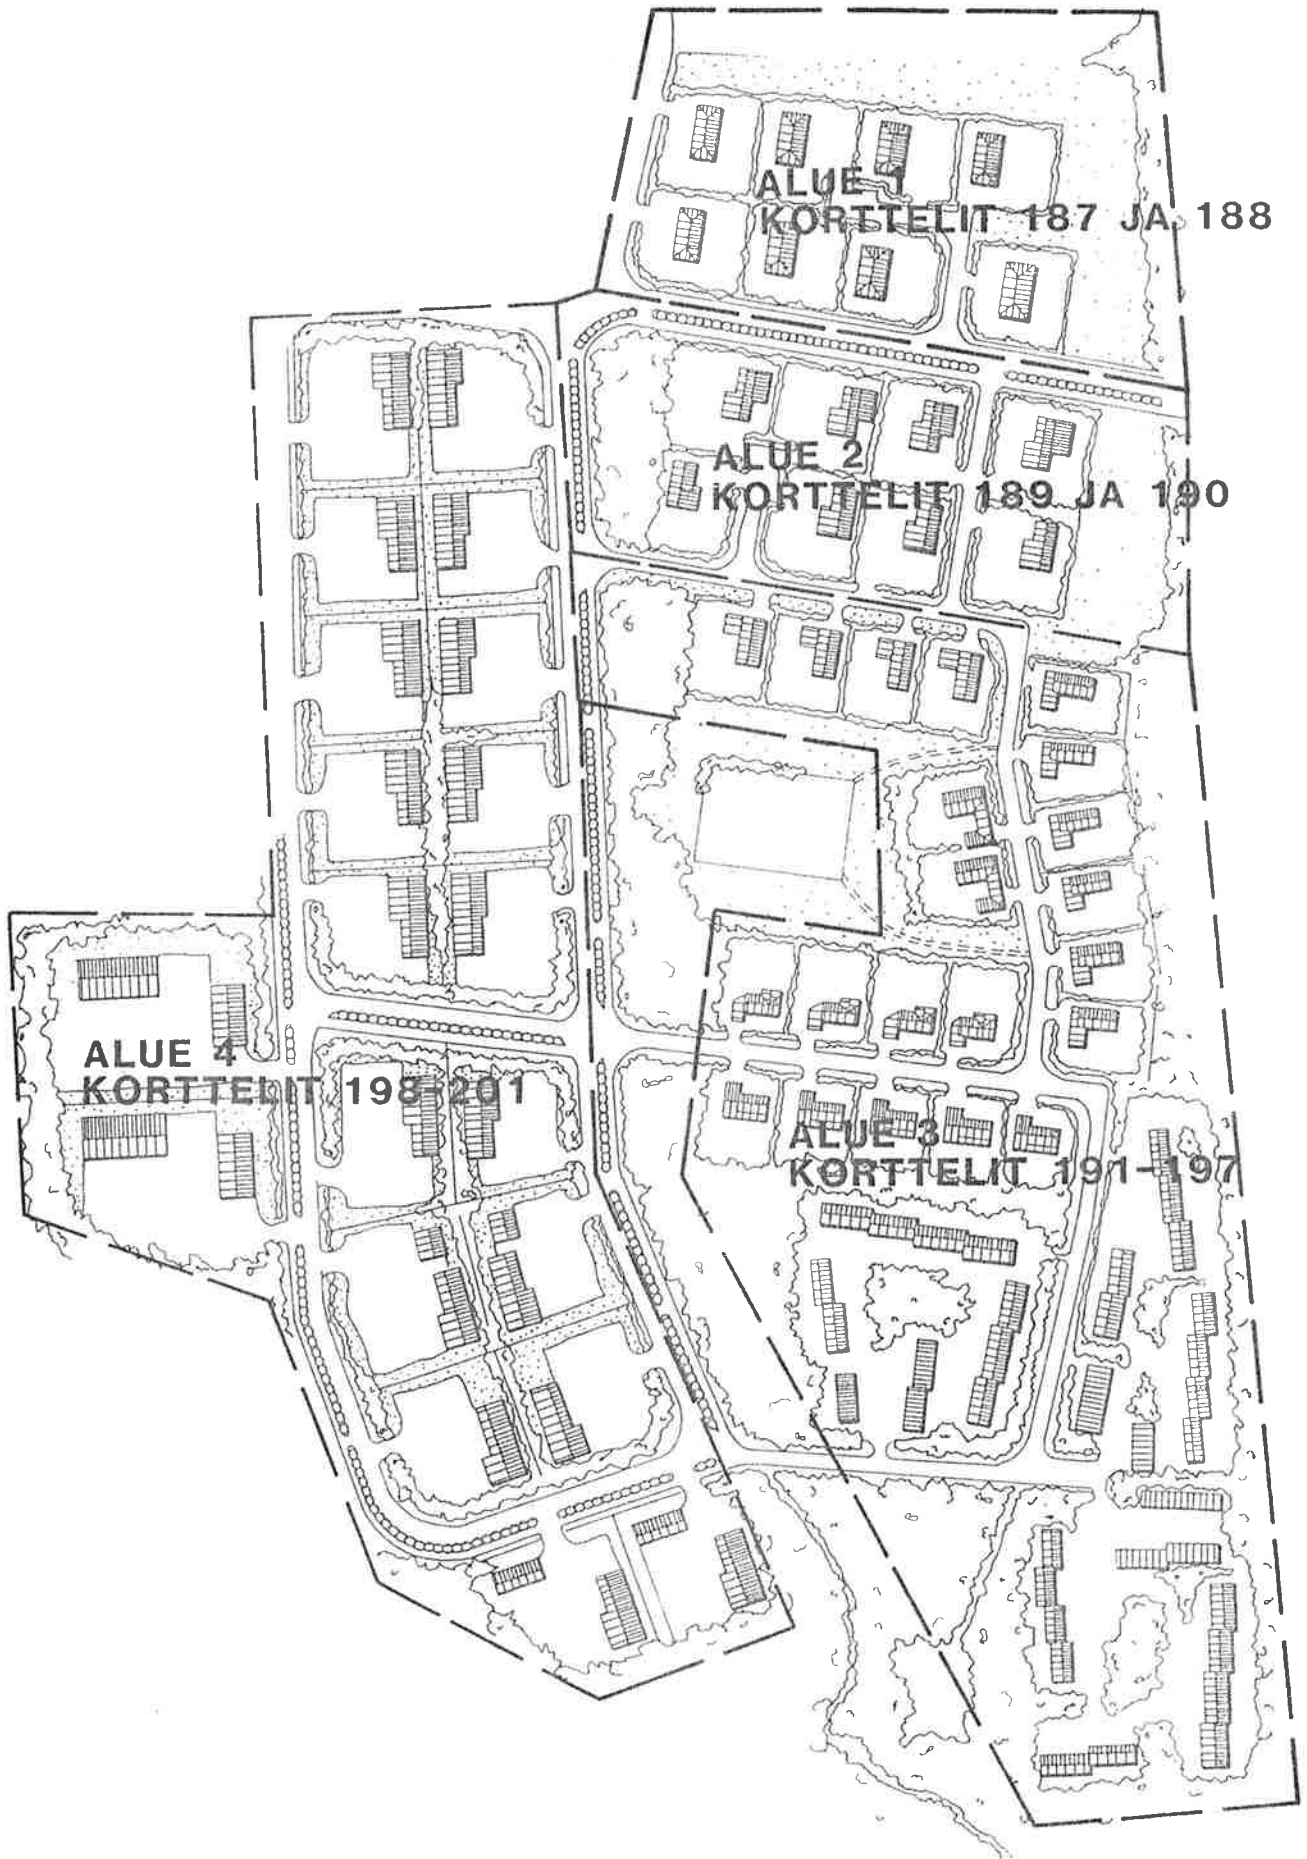 ALUE 1
KORTTELIT 187 JA 188
ALUE 2
KORTTELIT 189 JA 190
ALUE 4
KORTTELIT 198-201
ALUE 3
KORTTELIT 191-197